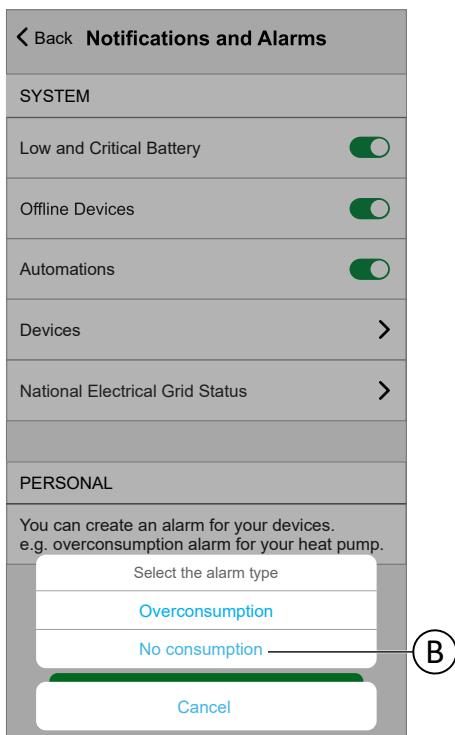 Back Notifications and Alarms
SYSTEM
Low and Critical Battery
Offline Devices
Automations
Devices
National Electrical Grid Status
PERSONAL
You can create an alarm for your devices.
e.g. overconsumption alarm for your heat pump.
Select the alarm type
Overconsumption
No consumption
B
Cancel